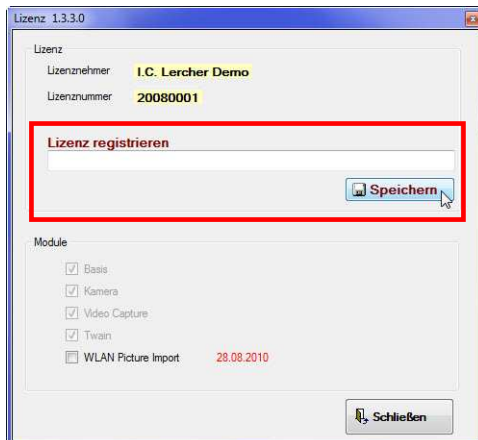 Lizenz 1.3.3.0
Lizenz
Lizenznehmer I.C. Lercher Demo
Lizenznummer 20080001
Lizenz registrieren
Speichern
Module
Basis
Kamera
Video Capture
Twain
WLAN Picture Import 28.08.2010
Schließen